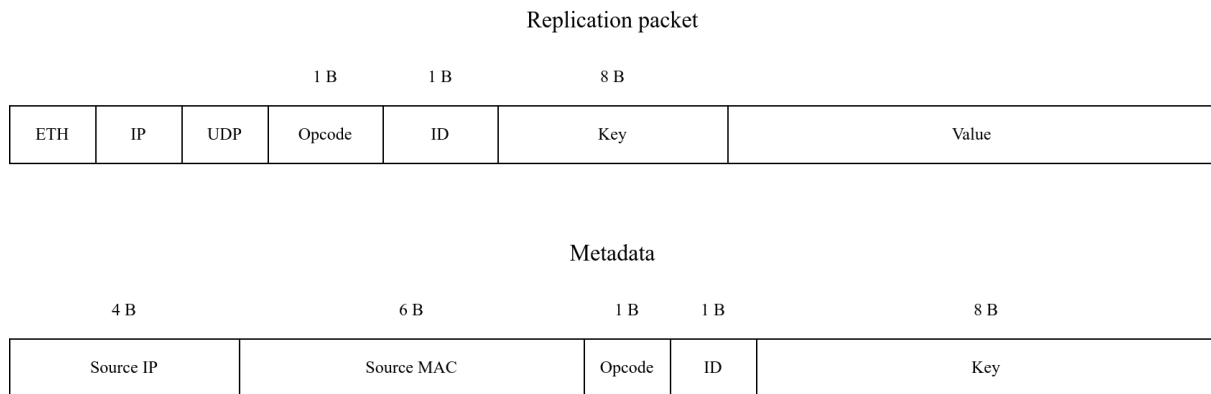 Replication packet
1 B 1 B 8 B
ETH IP UDP Opcode ID Key Value
Metadata
4 B 6 B 1 B 1 B 8 B
Source IP Source MAC Opcode ID Key